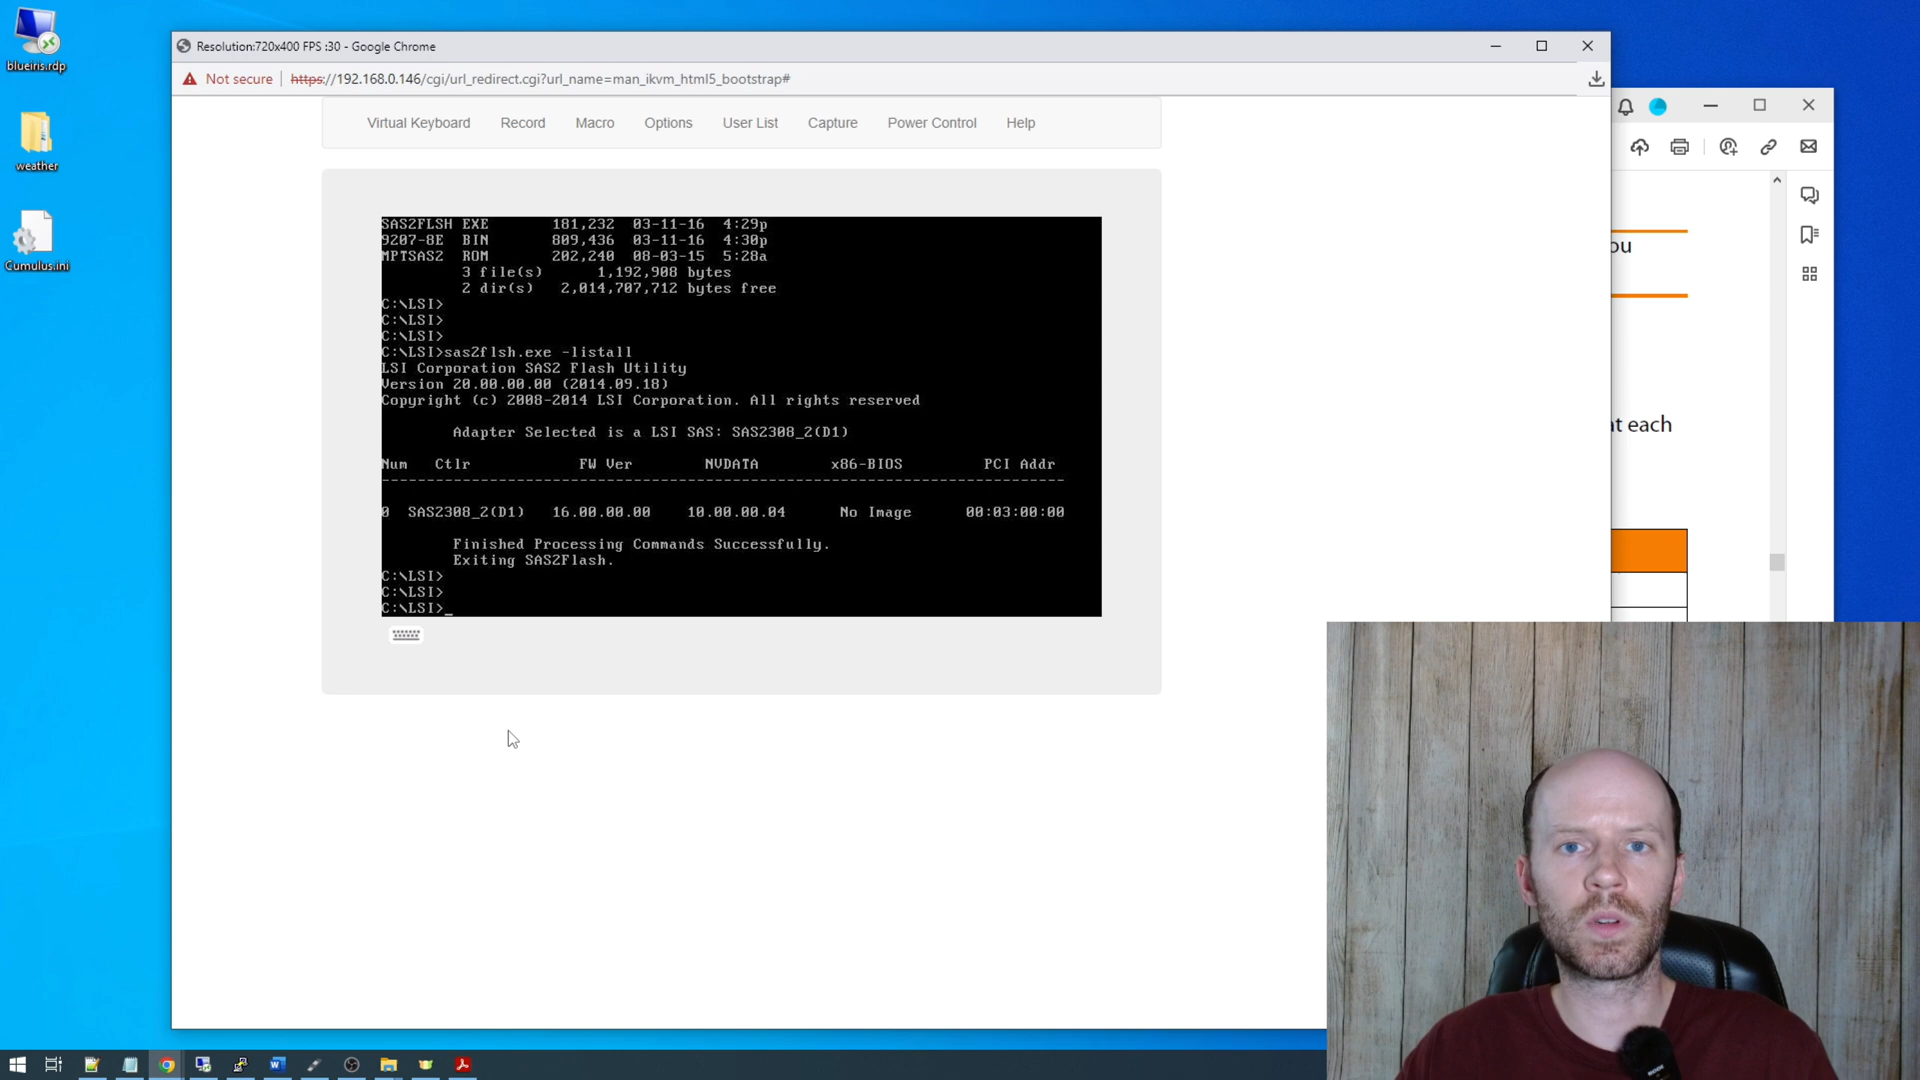 blueiris.rdp
weather
Cumulus.ini
Resolution:720x400 FPS :30 - Google Chrome
Not secure https://192.168.0.146/cgi/url_redirect.cgi?url_name=man_ikvm_html5_bootstrap#
Virtual Keyboard Record Macro Options User List Capture Power Control Help
SAS2FLSH EXE 181,232 03-11-16 4:29p
9207-8E BIN 809,436 03-11-16 4:30p
MPTSAS2 ROM 202,240 08-03-15 5:28a
3 file(s) 1,192,908 bytes
2 dir(s) 2,014,707,712 bytes free
C:\LSI>
C:\LSI>
C:\LSI>
C:\LSI>sas2flsh.exe -listall
LSI Corporation SAS2 Flash Utility
Version 20.00.00.00 (2014.09.18)
Copyright (c) 2008-2014 LSI Corporation. All rights reserved
Adapter Selected is a LSI SAS: SAS2308_2(D1)
Num Ctlr FW Ver NVDATA x86-BIOS PCI Addr
----------------------------------------------------------------------------
0 SAS2308_2(D1) 16.00.00.00 10.00.00.04 No Image 00:03:00:00
Finished Processing Commands Successfully.
Exiting SAS2Flash.
C:\LSI>
C:\LSI>
C:\LSI>_
ou
at each